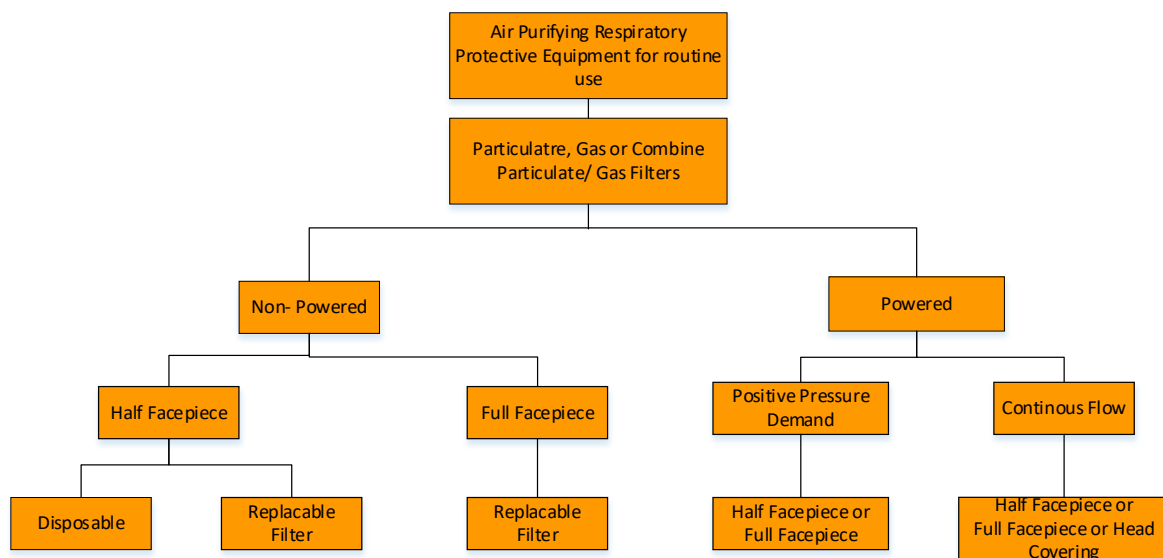 Air Purifying Respiratory
Protective Equipment for routine
use
Particulatre, Gas or Combine
Particulate/ Gas Filters
Non- Powered
Powered
Half Facepiece
Full Facepiece
Positive Pressure
Demand
Continous Flow
Disposable
Replacable
Filter
Replacable
Filter
Half Facepiece or
Full Facepiece
Half Facepiece or
Full Facepiece or Head
Covering